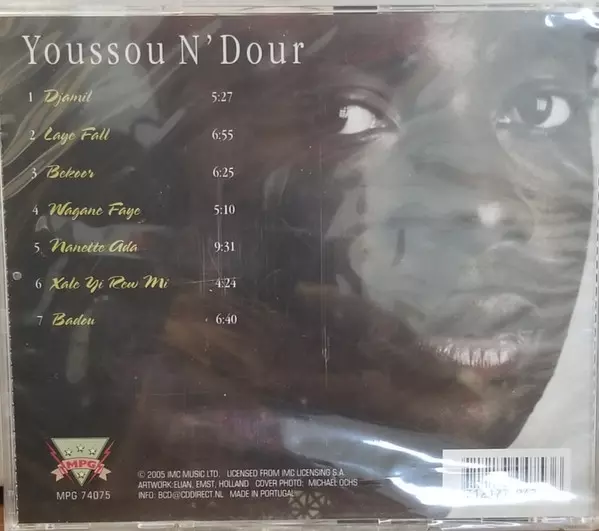 Youssou N'Dour
1 Djamil 5:27
2 Laye Fall 6:55
3 Bekoor 6:25
4 Wagane Faye 5:10
5 Nanette Ada 9:31
6 Xale Yi Rew Mi 4:24
7 Badou 6:40
MPG
MPG 74075
© 2005 IMC MUSIC LTD. LICENSED FROM IMC LICENSING S.A.
ARTWORK:ELIAN, EMST, HOLLAND COVER PHOTO: MICHAEL OCHS
INFO: BCD@CDDIRECT.NL MADE IN PORTUGAL